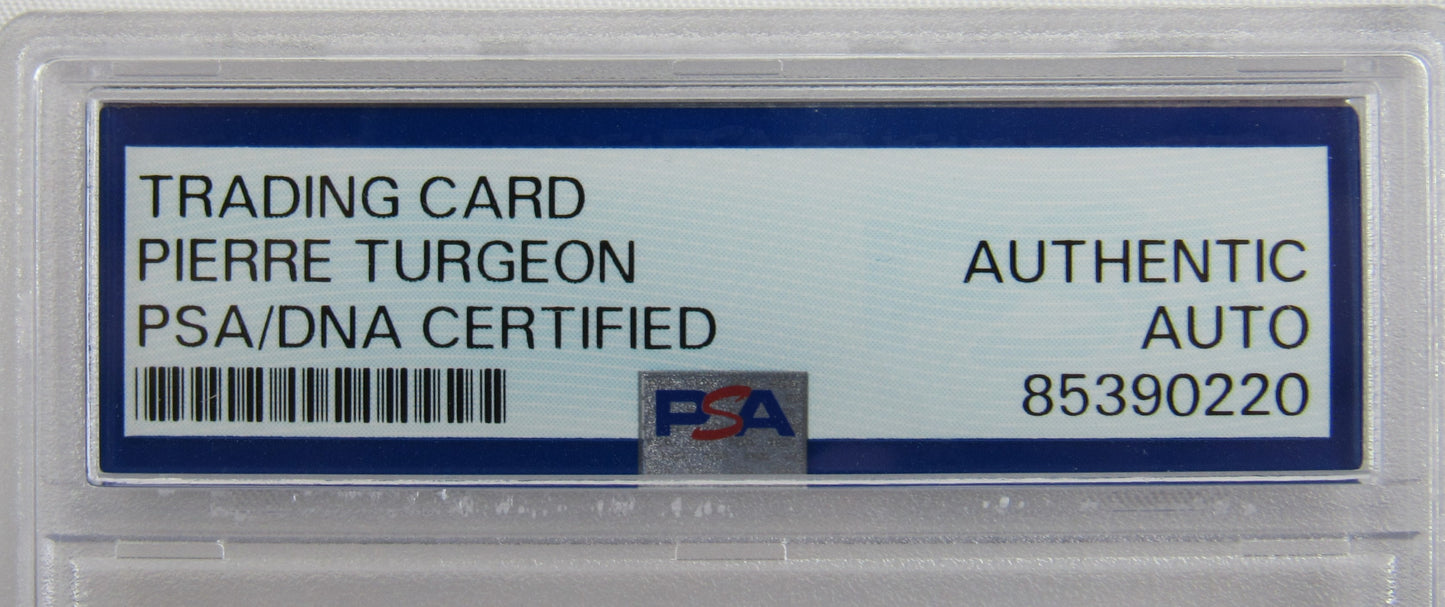 TRADING CARD
PIERRE TURGEON
AUTHENTIC
PSA/DNA CERTIFIED
AUTO
85390220
PSA